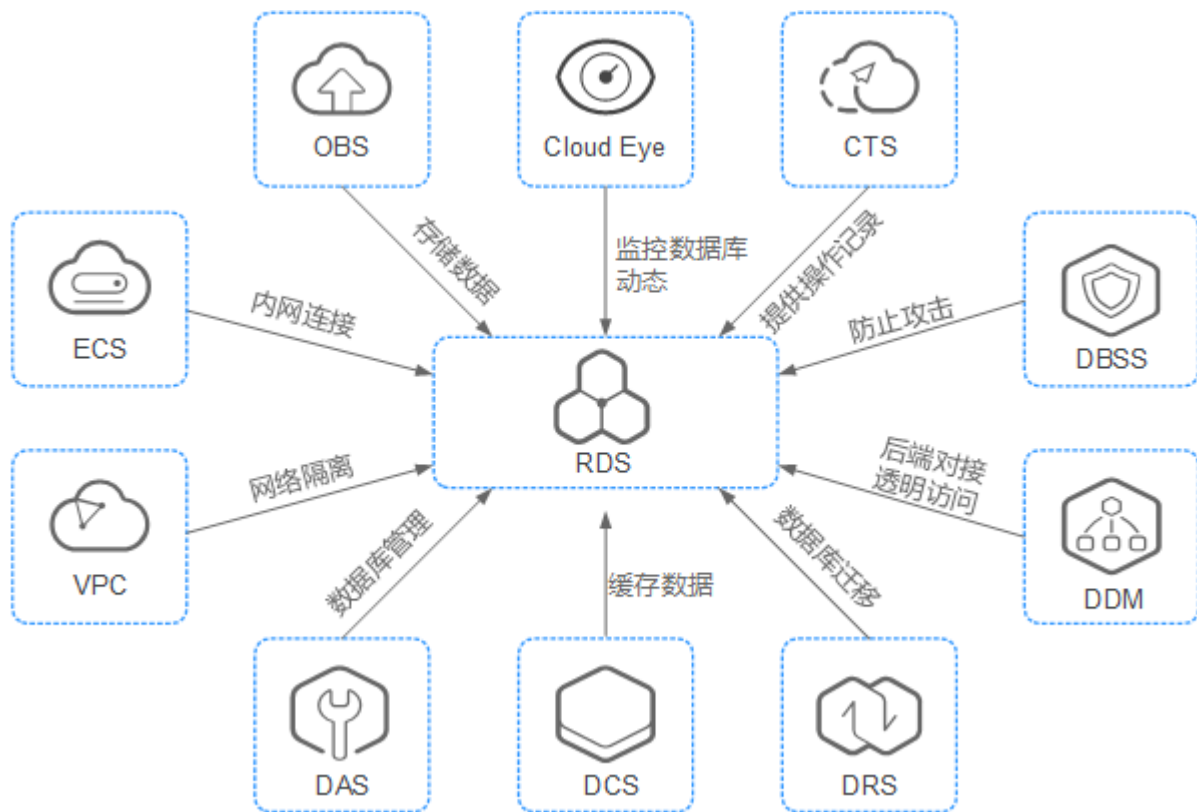 OBS
Cloud Eye
CTS
存储数据
监控数据库
动态
提供操作记录
ECS
内网连接
防止攻击
DBSS
RDS
VPC
网络隔离
后端对接
透明访问
DDM
数据库管理
缓存数据
数据库迁移
DAS
DCS
DRS